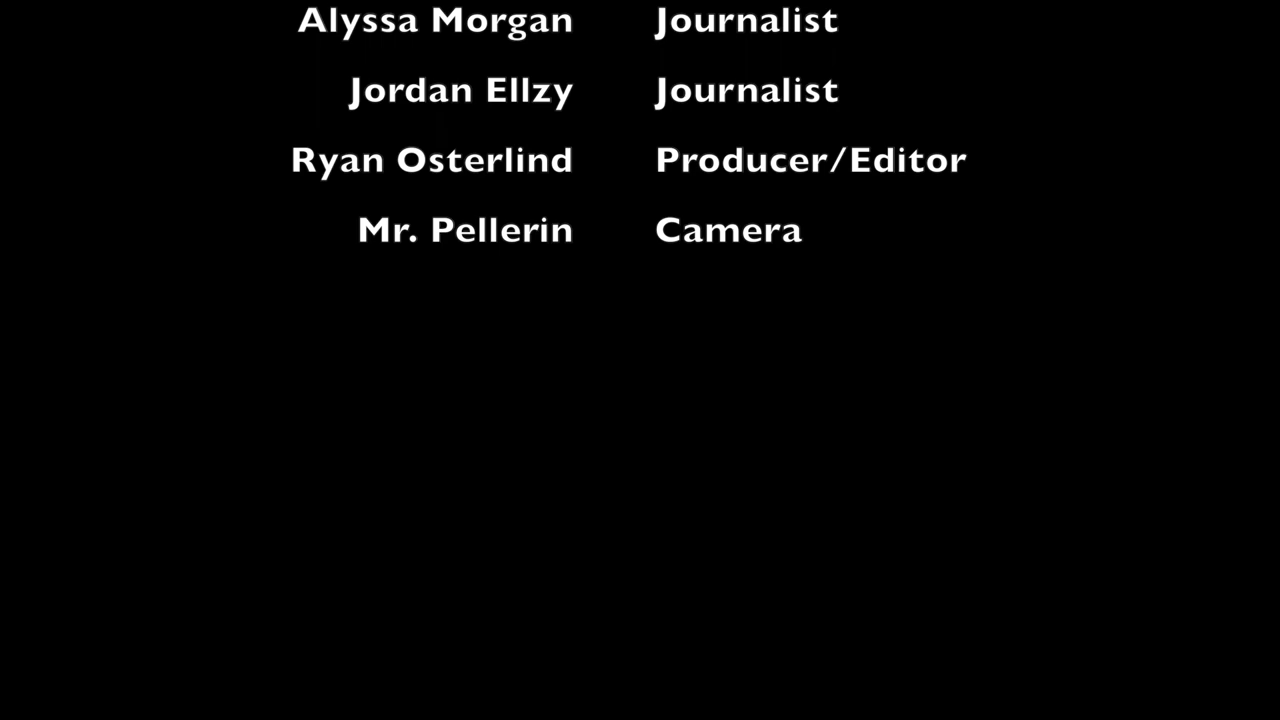 Alyssa Morgan Journalist
Jordan Ellzy Journalist
Ryan Osterlind Producer/Editor
Mr. Pellerin Camera